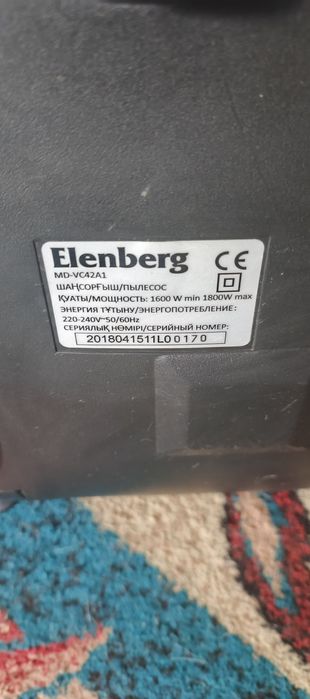 Elenberg CE
MD-VC42A1
ШАҢСОРҒЫШ/ПЫЛЕСОС
ҚУАТЫ/МОЩНОСТЬ: 1600 W min 1800W max
ЭНЕРГИЯ ТҰТЫНУ/ЭНЕРГОПОТРЕБЛЕНИЕ:
220-240V~50/60Hz
СЕРИЯЛЫҚ НӨМІРІ/СЕРИЙНЫЙ НОМЕР:
2018041511L00170